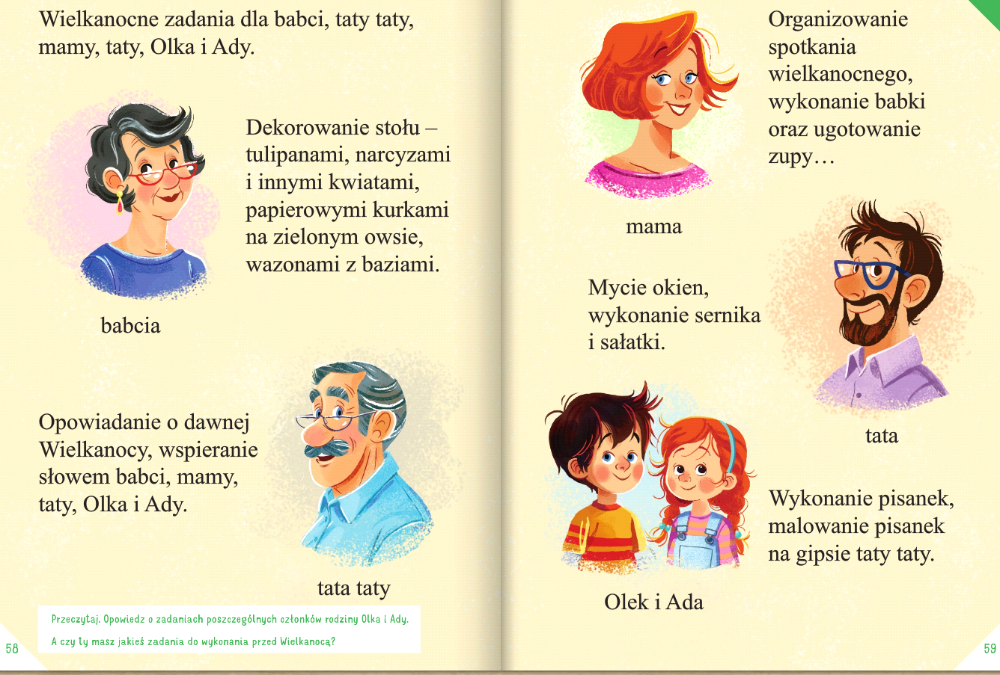 Wielkanocne zadania dla babci, taty taty,
mamy, taty, Olka i Ady.
Dekorowanie stołu –
tulipanami, narcyzami
i innymi kwiatami,
papierowymi kurkami
na zielonym owsie,
wazonami z baziami.
babcia
Opowiadanie o dawnej
Wielkanocy, wspieranie
słowem babci, mamy,
taty, Olka i Ady.
tata taty
Przeczytaj. Opowiedz o zadaniach poszczególnych członków rodziny Olka i Ady.
A czy ty masz jakieś zadania do wykonania przed Wielkanocą?
58
Organizowanie
spotkania
wielkanocnego,
wykonanie babki
oraz ugotowanie
zupy…
mama
Mycie okien,
wykonanie sernika
i sałatki.
tata
Wykonanie pisanek,
malowanie pisanek
na gipsie taty taty.
Olek i Ada
59